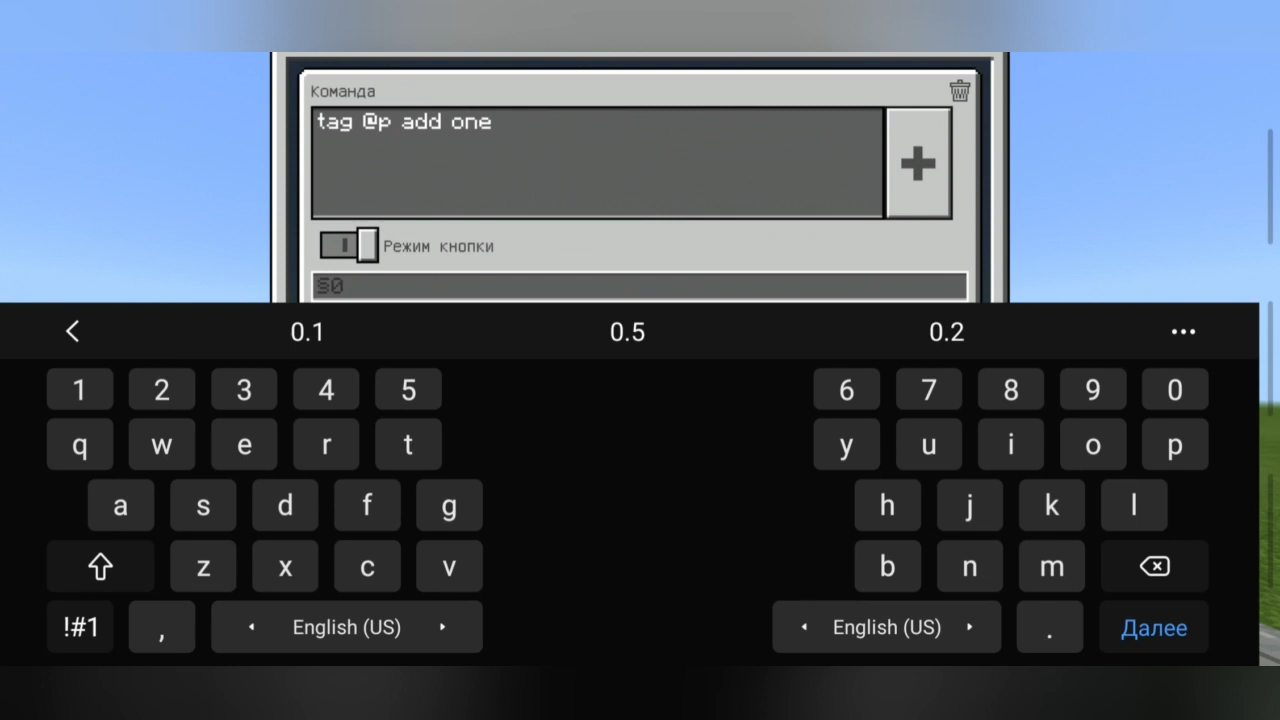 Команда
tag @p add one
Режим кнопки
§0
0.1 0.5 0.2 •••
1 2 3 4 5 6 7 8 9 0
q w e r t y u i o p
a s d f g h j k l
z x c v b n m
!#1 , English (US) English (US) . Далее